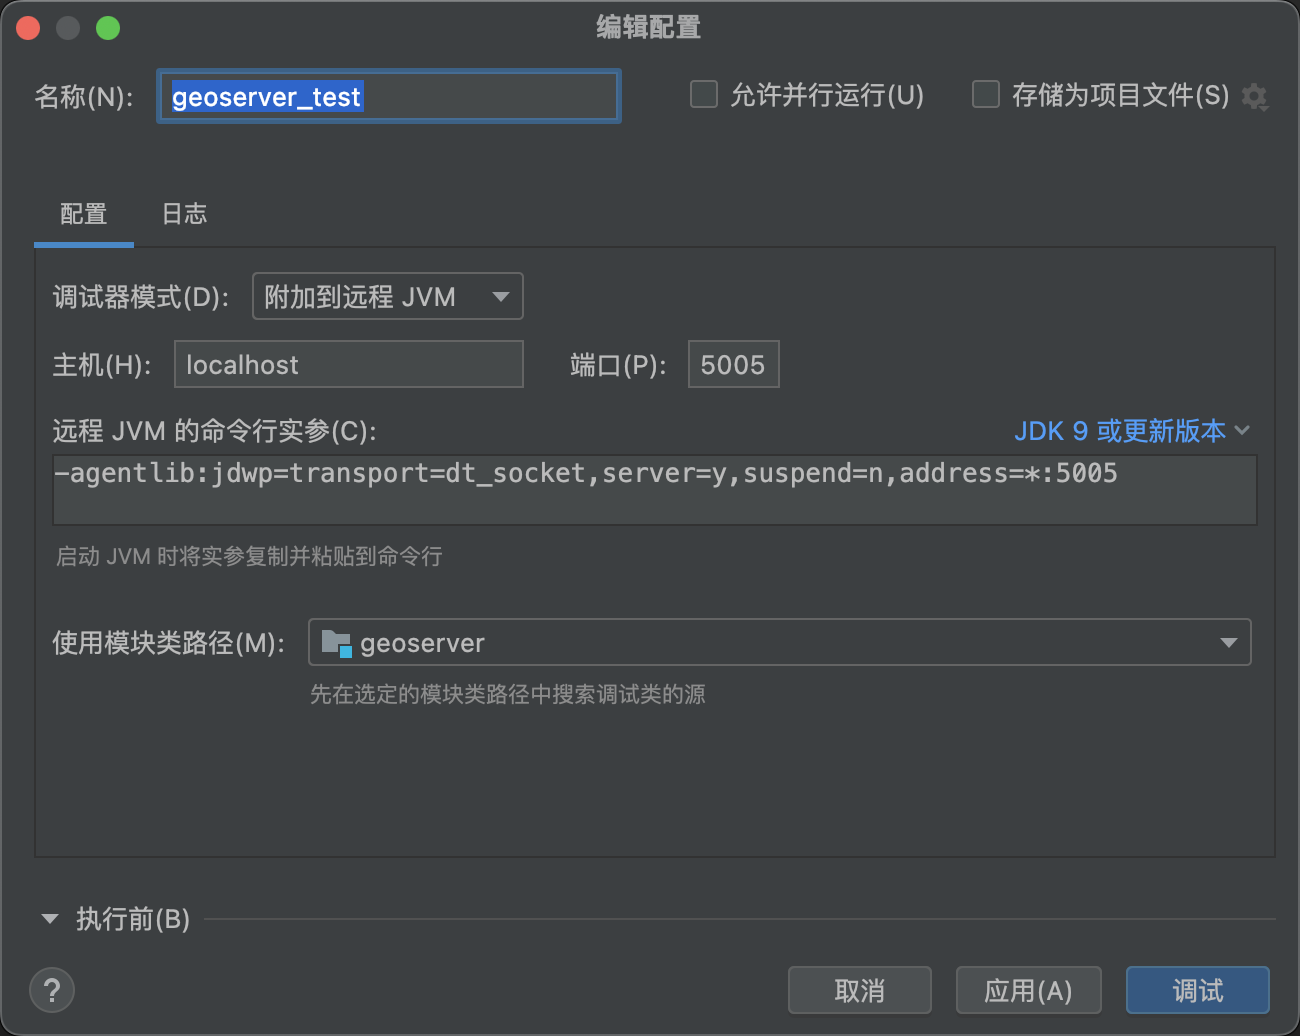 编辑配置
名称(N): geoserver_test 允许并行运行(U) 存储为项目文件(S)
配置 日志
调试器模式(D): 附加到远程 JVM
主机(H): localhost 端口(P): 5005
远程 JVM 的命令行实参(C): JDK 9 或更新版本
-agentlib:jdwp=transport=dt_socket,server=y,suspend=n,address=*:5005
启动 JVM 时将实参复制并粘贴到命令行
使用模块类路径(M): geoserver
先在选定的模块类路径中搜索调试类的源
执行前(B)
? 取消 应用(A) 调试